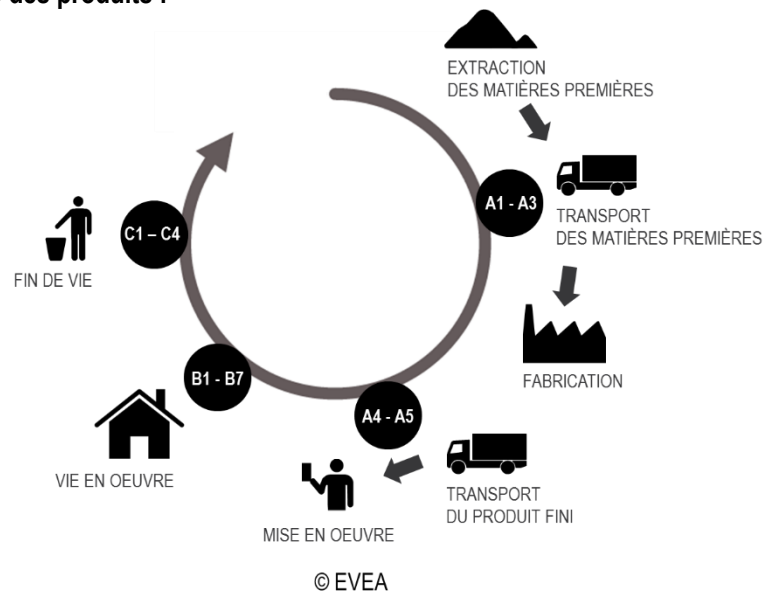 des produits :
EXTRACTION
DES MATIÈRES PREMIÈRES
A1 - A3
TRANSPORT
DES MATIÈRES PREMIÈRES
FABRICATION
A4 - A5
TRANSPORT
DU PRODUIT FINI
MISE EN OEUVRE
B1 - B7
VIE EN OEUVRE
C1 – C4
FIN DE VIE
© EVEA